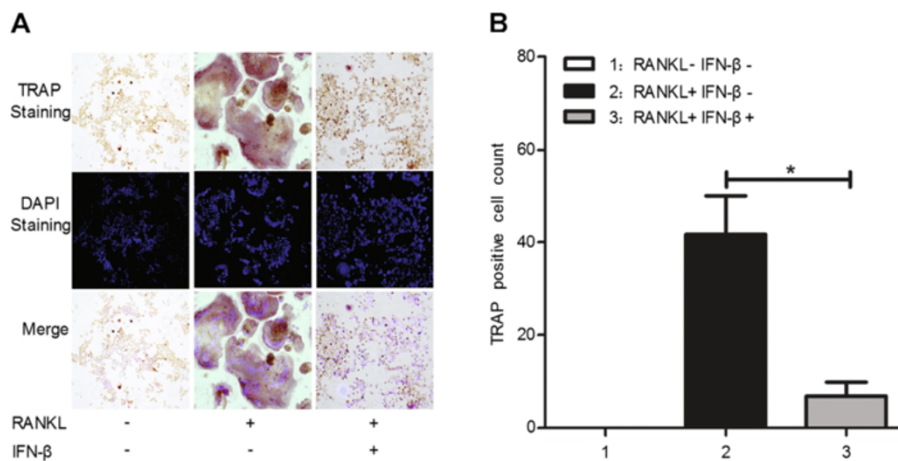 A
TRAP
Staining
DAPI
Staining
Merge
RANKL - + +
IFN-β - - +
B
1: RANKL- IFN-β -
2: RANKL+ IFN-β -
3: RANKL+ IFN-β +
TRAP positive cell count
80
60
40
20
0
*
1 2 3